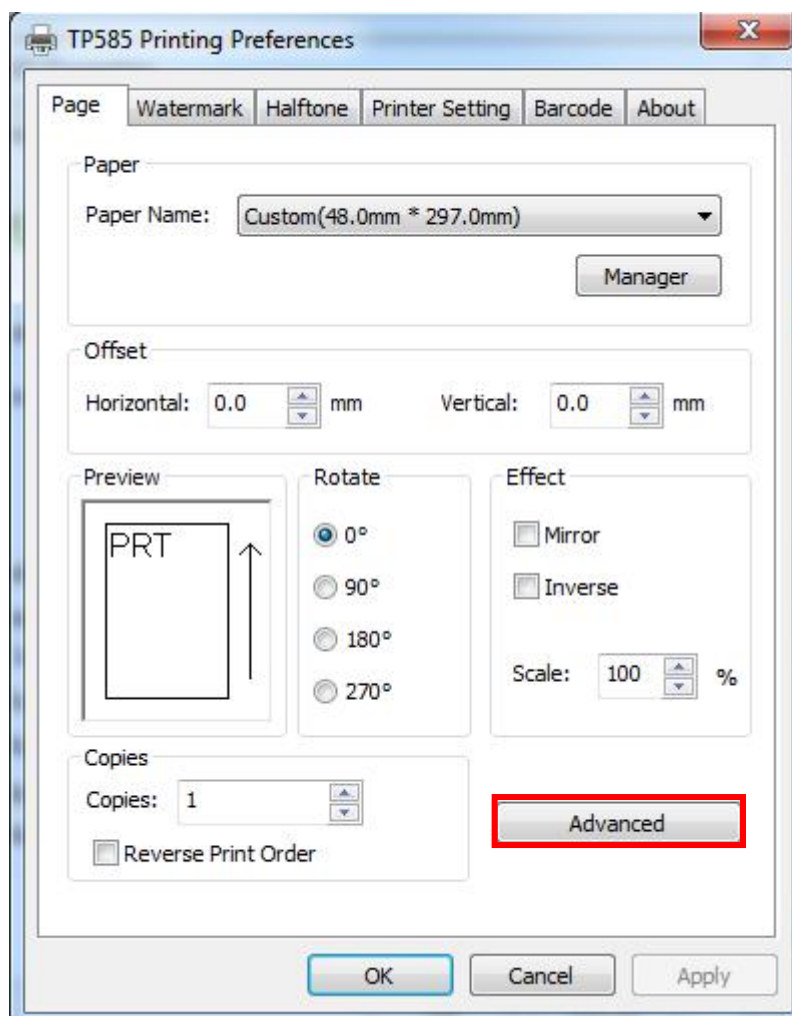 TP585 Printing Preferences
Page Watermark Halftone Printer Setting Barcode About
Paper
Paper Name: Custom(48.0mm * 297.0mm)
Manager
Offset
Horizontal: 0.0 mm Vertical: 0.0 mm
Preview Rotate Effect
PRT 0° Mirror
90° Inverse
180°
Scale: 100 %
270°
Copies
Copies: 1
Advanced
Reverse Print Order
OK Cancel Apply